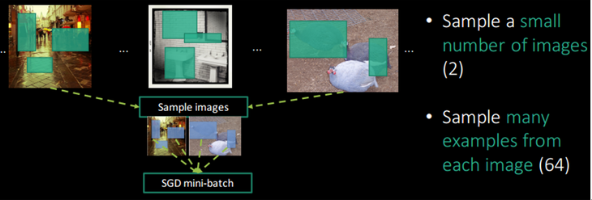 • Sample a small
number of images
(2)
Sample images
• Sample many
examples from
each image (64)
SGD mini-batch